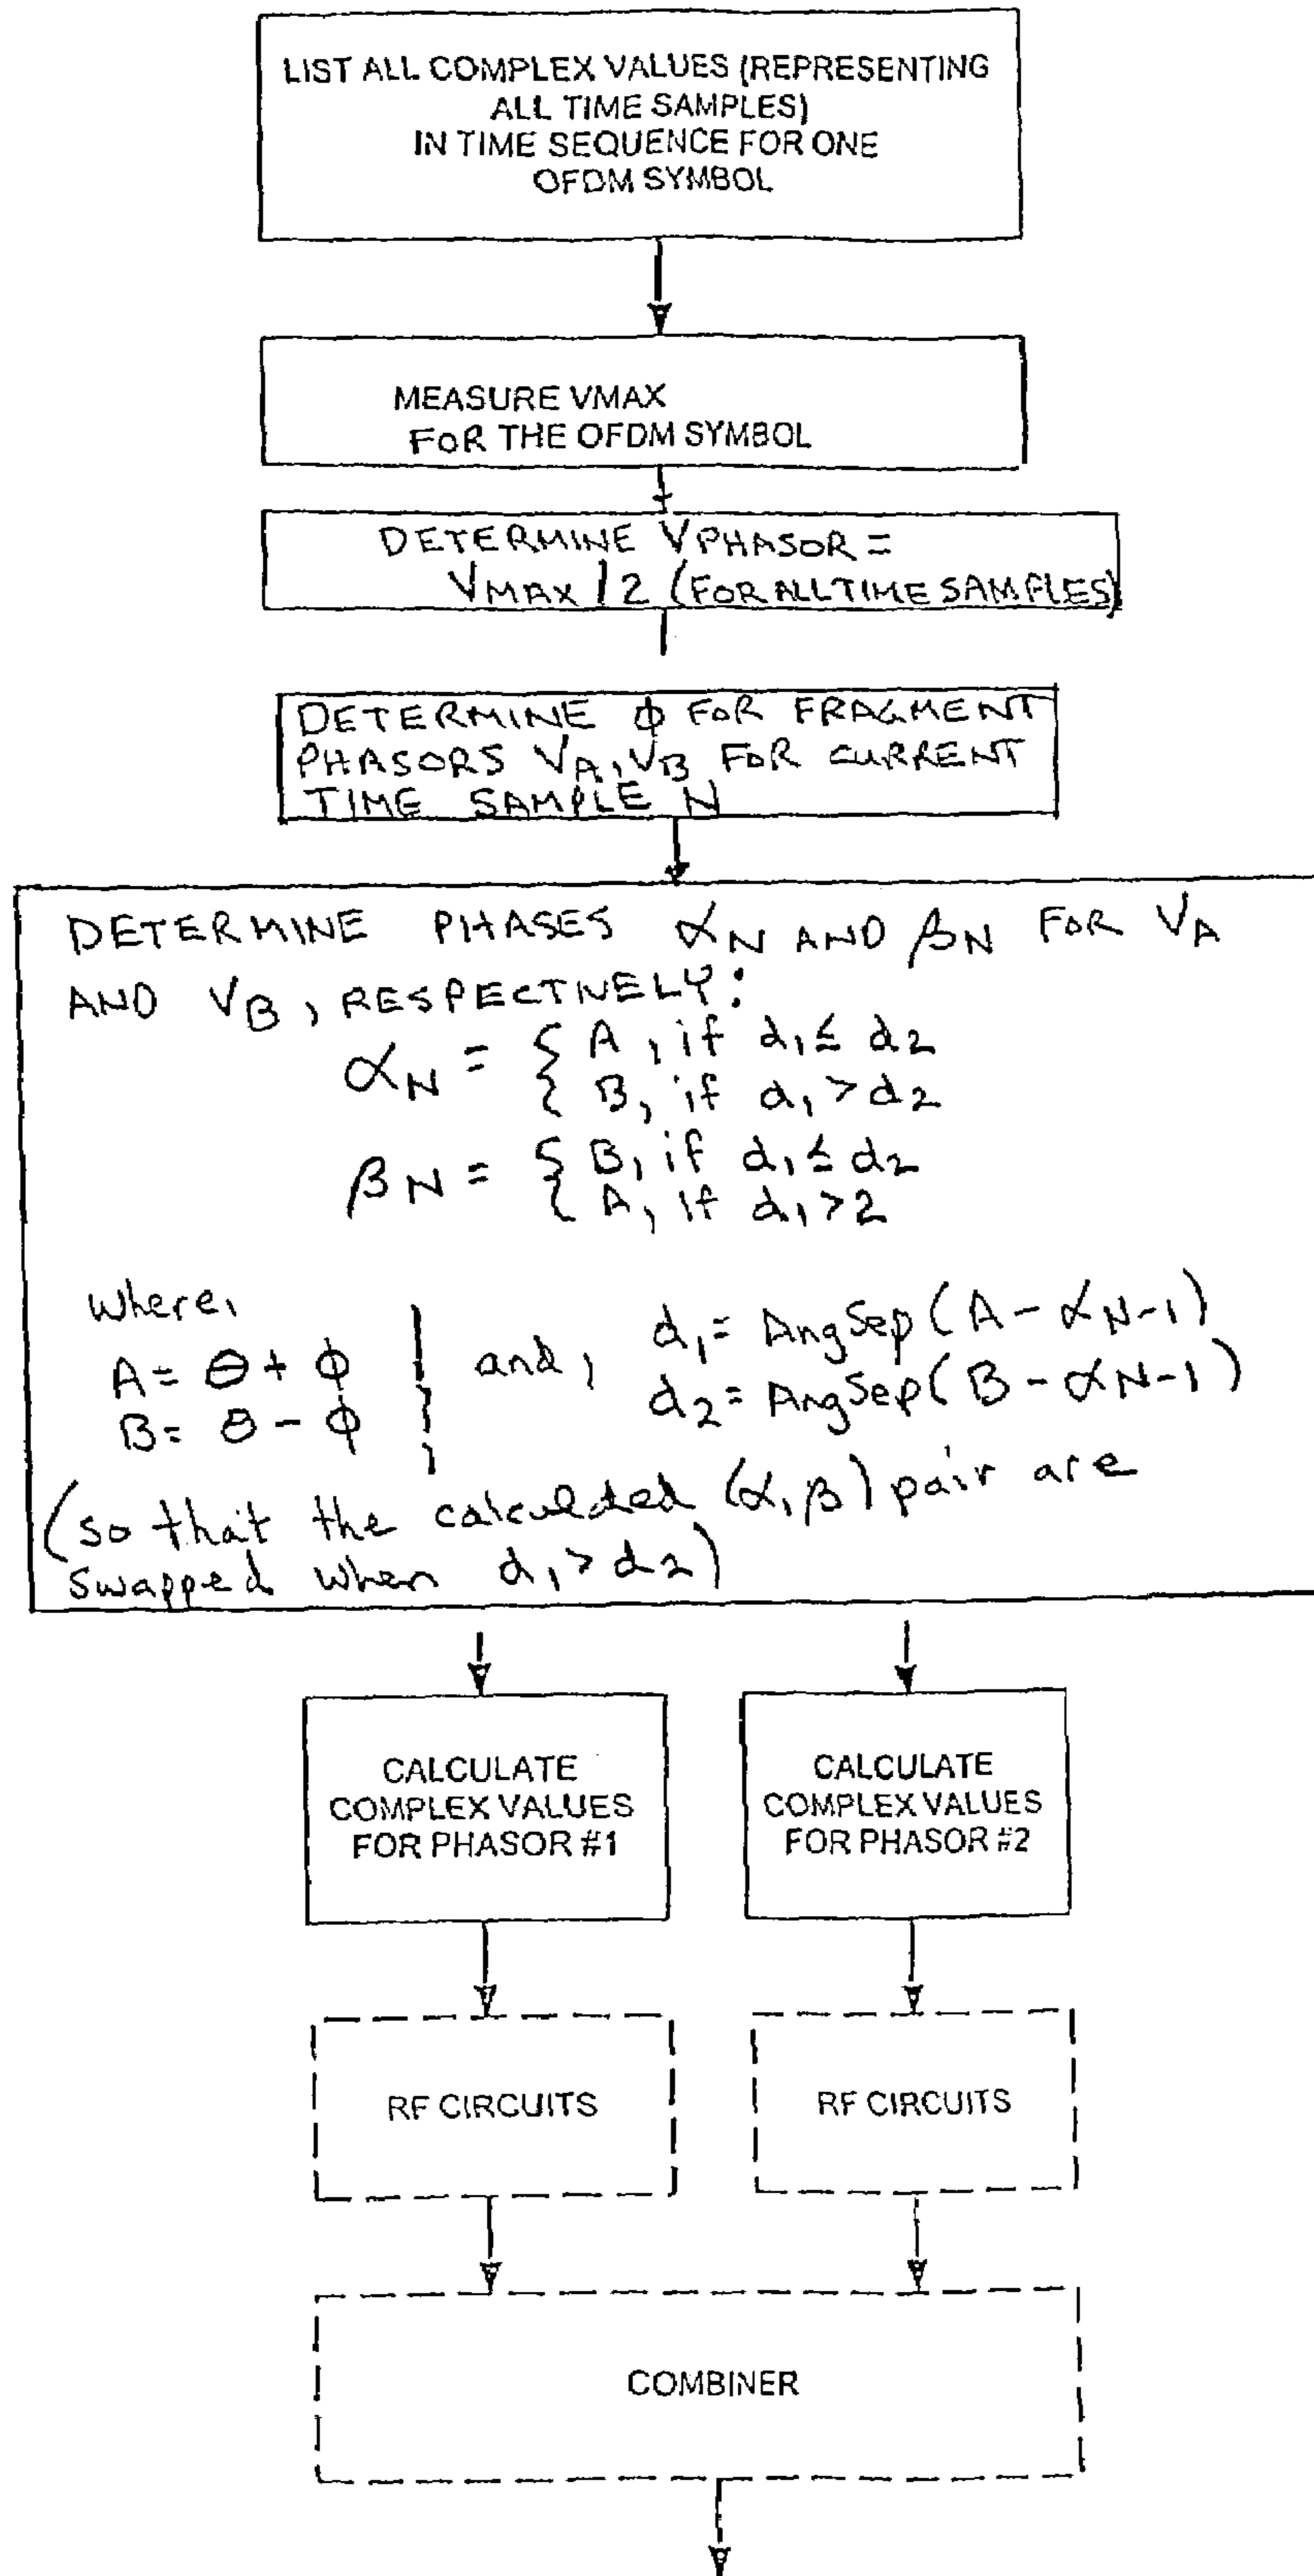 LIST ALL COMPLEX VALUES (REPRESENTING
ALL TIME SAMPLES)
IN TIME SEQUENCE FOR ONE
OFDM SYMBOL
MEASURE VMAX
FOR THE OFDM SYMBOL
DETERMINE VPHASOR =
VMAX / 2 (FOR ALL TIME SAMPLES)
DETERMINE ϕ FOR FRAGMENT
PHASORS VA, VB FOR CURRENT
TIME SAMPLE N
DETERMINE PHASES αN AND βN FOR VA
AND VB, RESPECTIVELY:
αN = { A, if d1 ≤ d2
{ B, if d1 > d2
βN = { B, if d1 ≤ d2
{ A, if d1 > 2
where,
A = θ + ϕ } and, d1 = AngSep(A - αN-1)
B = θ - ϕ } d2 = AngSep(B - αN-1)
(so that the calculated (α, β) pair are
swapped when d1 > d2)
CALCULATE
COMPLEX VALUES
FOR PHASOR #1
CALCULATE
COMPLEX VALUES
FOR PHASOR #2
RF CIRCUITS
RF CIRCUITS
COMBINER